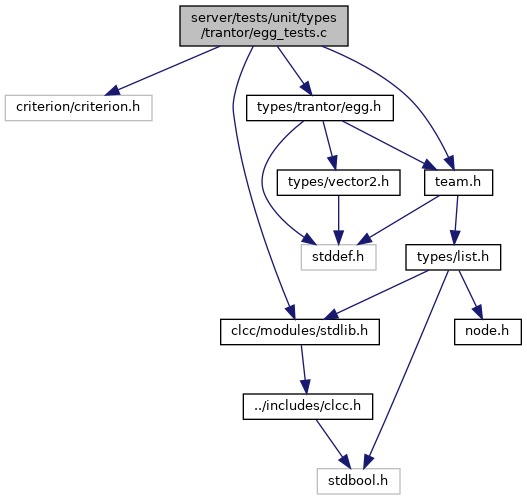 server/tests/unit/types
/trantor/egg_tests.c
criterion/criterion.h
types/trantor/egg.h
types/vector2.h
team.h
stddef.h
types/list.h
clcc/modules/stdlib.h
node.h
../includes/clcc.h
stdbool.h